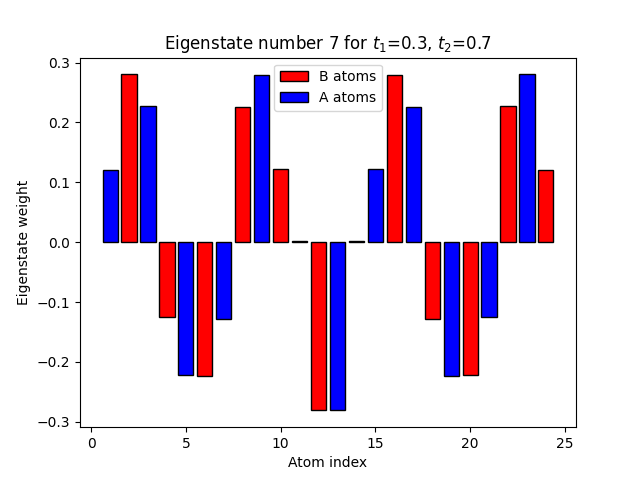 Eigenstate number 7 for t₁=0.3, t₂=0.7
B atoms
A atoms
Eigenstate weight
0.3
0.2
0.1
0.0
−0.1
−0.2
−0.3
0 5 10 15 20 25
Atom index